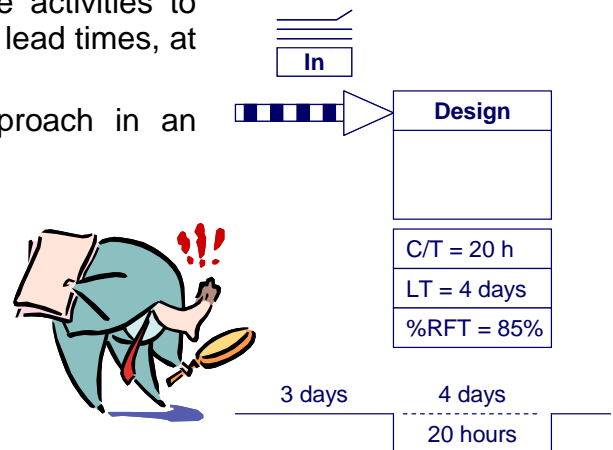 e activities to
lead times, at
proach in an
In
Design
C/T = 20 h
LT = 4 days
%RFT = 85%
3 days
4 days
20 hours
!!!